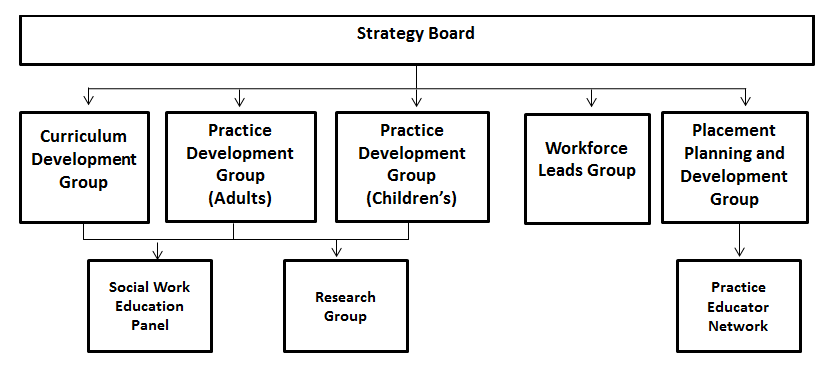 Strategy Board
Curriculum
Development
Group
Practice
Development
Group
(Adults)
Practice
Development
Group
(Children’s)
Workforce
Leads Group
Placement
Planning and
Development
Group
Social Work
Education
Panel
Research
Group
Practice
Educator
Network